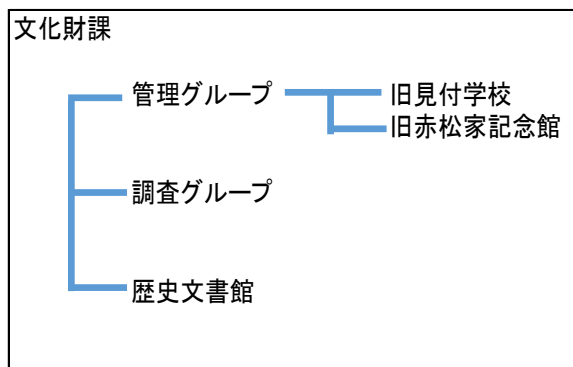 文化財課
管理グループ
旧見付学校
旧赤松家記念館
調査グループ
歴史文書館